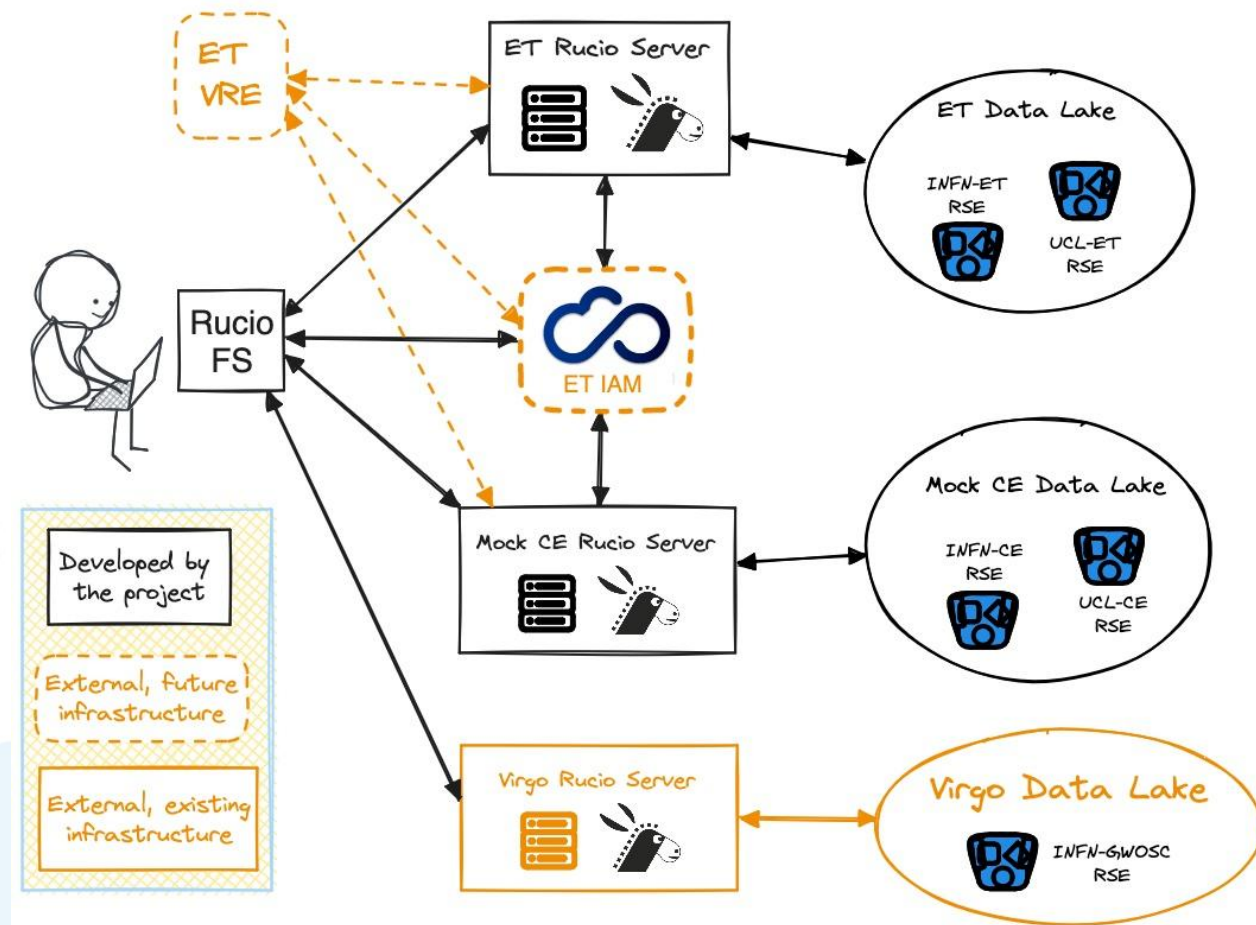 ET
VRE
ET Rucio Server
ET Data Lake
INFN-ET
RSE
UCL-ET
RSE
Rucio
FS
ET IAM
Mock CE Rucio Server
Mock CE Data Lake
INFN-CE
RSE
UCL-CE
RSE
Developed by
the project
External, future
infrastructure
External, existing
infrastructure
Virgo Rucio Server
Virgo Data Lake
INFN-GWOSC
RSE